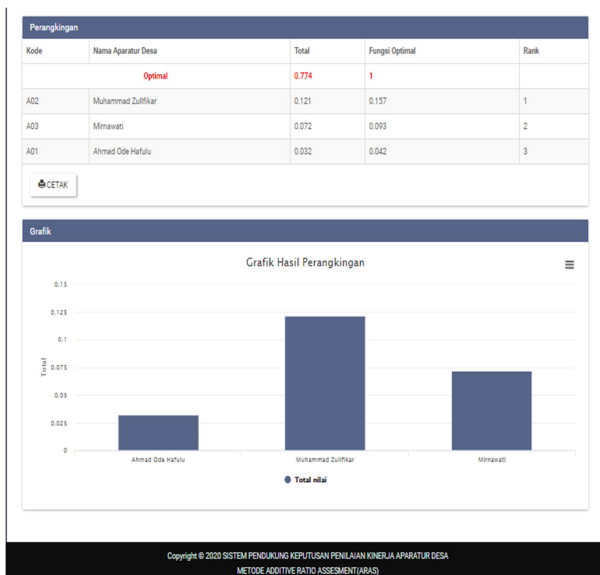 Perangkingan
Kode Nama Aparatur Desa Total Fungsi Optimal Rank
Optimal 0.774 1
A02 Muhammad Zullfikar 0.121 0.157 1
A03 Mirnawati 0.072 0.093 2
A01 Ahmad Ode Hafulu 0.032 0.042 3
CETAK
Grafik
Grafik Hasil Perangkingan
0.15
0.125
0.1
0.075
0.05
0.025
0
Total
Ahmad Ode Hafulu Muhammad Zullfikar Mirnawati
Total nilai
Copyright © 2020 SISTEM PENDUKUNG KEPUTUSAN PENILAIAN KINERJA APARATUR DESA
METODE ADDITIVE RATIO ASSESMENT(ARAS)